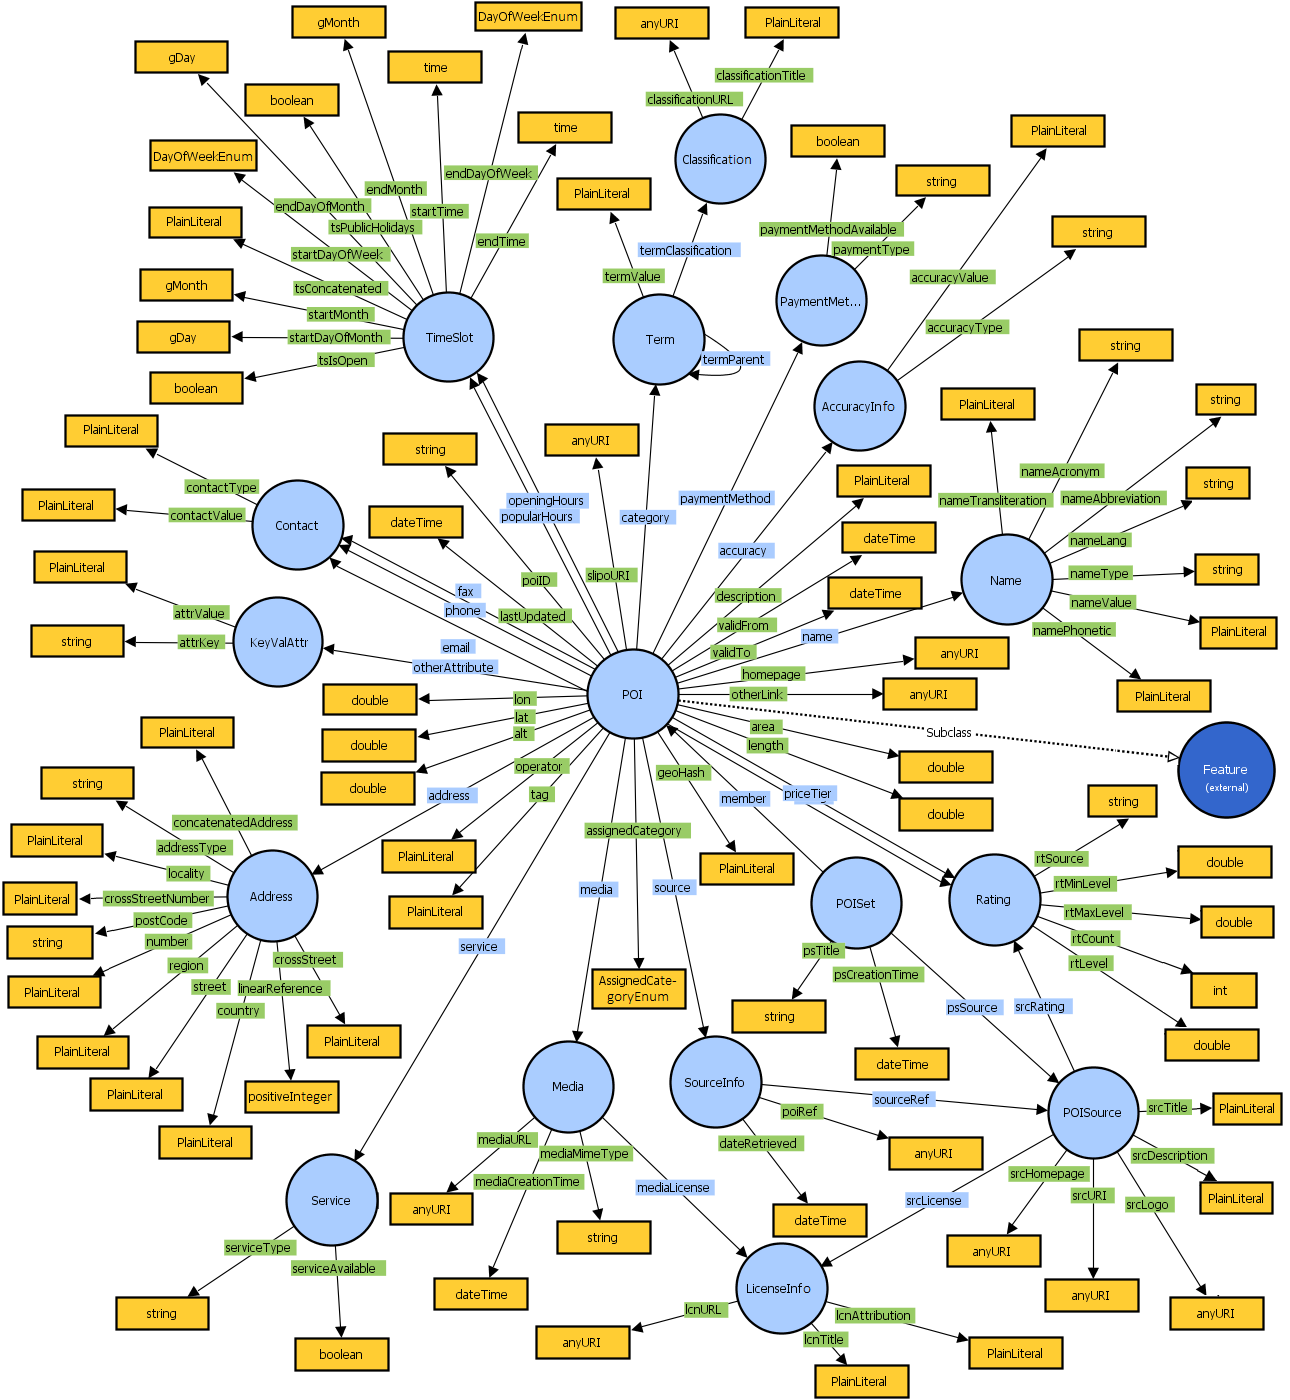 DayOfWeekEnum
gMonth
anyURI
PlainLiteral
gDay
time
classificationTitle
boolean
classificationURL
time
PlainLiteral
boolean
DayOfWeekEnum
Classification
endDayOfWeek
string
endMonth
PlainLiteral
endDayOfMonth
startTime
PlainLiteral
tsPublicHolidays
paymentMethodAvailable
string
endTime
termClassification
paymentType
startDayOfWeek
termValue
accuracyValue
gMonth
tsConcatenated
PaymentMet...
startMonth
accuracyType
gDay
startDayOfMonth
TimeSlot
Term
string
tsIsOpen
termParent
boolean
string
PlainLiteral
AccuracyInfo
PlainLiteral
anyURI
string
nameAcronym
PlainLiteral
string
contactType
openingHours
paymentMethod
nameTransliteration
nameAbbreviation
PlainLiteral
contactValue
popularHours
category
Contact
dateTime
dateTime
nameLang
accuracy
PlainLiteral
slipoURI
poiID
Name
nameType
string
fax
description
dateTime
nameValue
attrValue
phone
lastUpdated
validFrom
namePhonetic
PlainLiteral
string
attrKey
KeyValAttr
email
name
validTo
anyURI
otherAttribute
homepage
double
lon
POI
otherLink
anyURI
PlainLiteral
lat
area
PlainLiteral
alt
Subclass
double
length
operator
geoHash
double
Feature
(external)
string
double
address
tag
member
priceTier
string
double
concatenatedAddress
assignedCategory
PlainLiteral
addressType
PlainLiteral
rtSource
double
locality
media
source
PlainLiteral
rtMinLevel
PlainLiteral
crossStreetNumber
Address
POISet
Rating
PlainLiteral
rtMaxLevel
double
postCode
string
number
service
psTitle
rtCount
crossStreet
region
psCreationTime
rtLevel
street
linearReference
AssignedCate-
goryEnum
int
PlainLiteral
country
psSource
srcRating
string
PlainLiteral
PlainLiteral
double
dateTime
SourceInfo
Media
PlainLiteral
positiveInteger
sourceRef
srcTitle
PlainLiteral
poiRef
POISource
PlainLiteral
mediaURL
dateRetrieved
mediaMimeType
anyURI
srcDescription
srcHomepage
mediaCreationTime
mediaLicense
srcURI
PlainLiteral
Service
srcLicense
srcLogo
anyURI
dateTime
string
serviceType
anyURI
serviceAvailable
LicenseInfo
dateTime
anyURI
lcnURL
lcnAttribution
string
anyURI
anyURI
lcnTitle
boolean
PlainLiteral
PlainLiteral